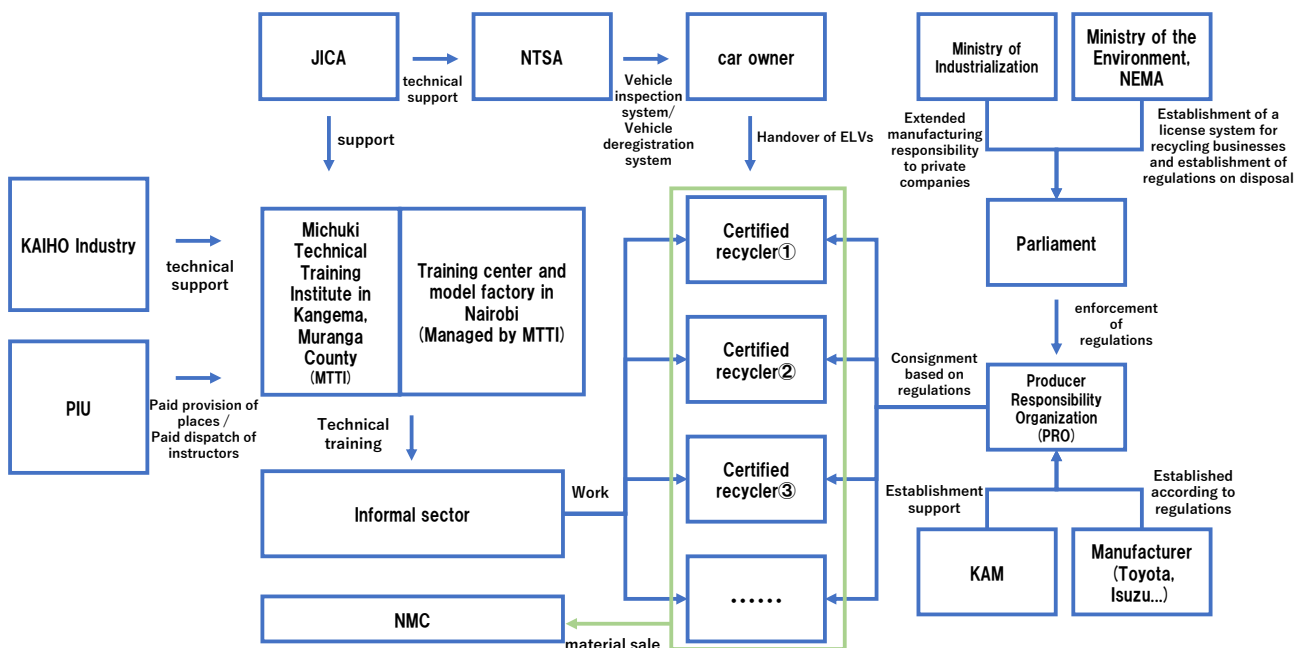 JICA
technical
support
NTSA
Vehicle
inspection
system/
Vehicle
deregistration
system
car owner
Ministry of
Industrialization
Ministry of the
Environment,
NEMA
support
Handover of ELVs
Extended
manufacturing
responsibility
to private
companies
Establishment of a
license system for
recycling businesses
and establishment of
regulations on disposal
KAIHO Industry
technical
support
Michuki
Technical
Training
Institute in
Kangema,
Muranga
County
(MTTI)
Training center and
model factory in
Nairobi
(Managed by MTTI)
Certified
recycler①
Parliament
enforcement
of
regulations
PIU
Paid provision of
places /
Paid dispatch of
instructors
Certified
recycler②
Consignment
based on
regulations
Producer
Responsibility
Organization
(PRO)
Technical
training
Informal sector
Work
Certified
recycler③
Establishment
support
Established
according to
regulations
KAM
Manufacturer
(Toyota,
Isuzu...)
......
NMC
material sale